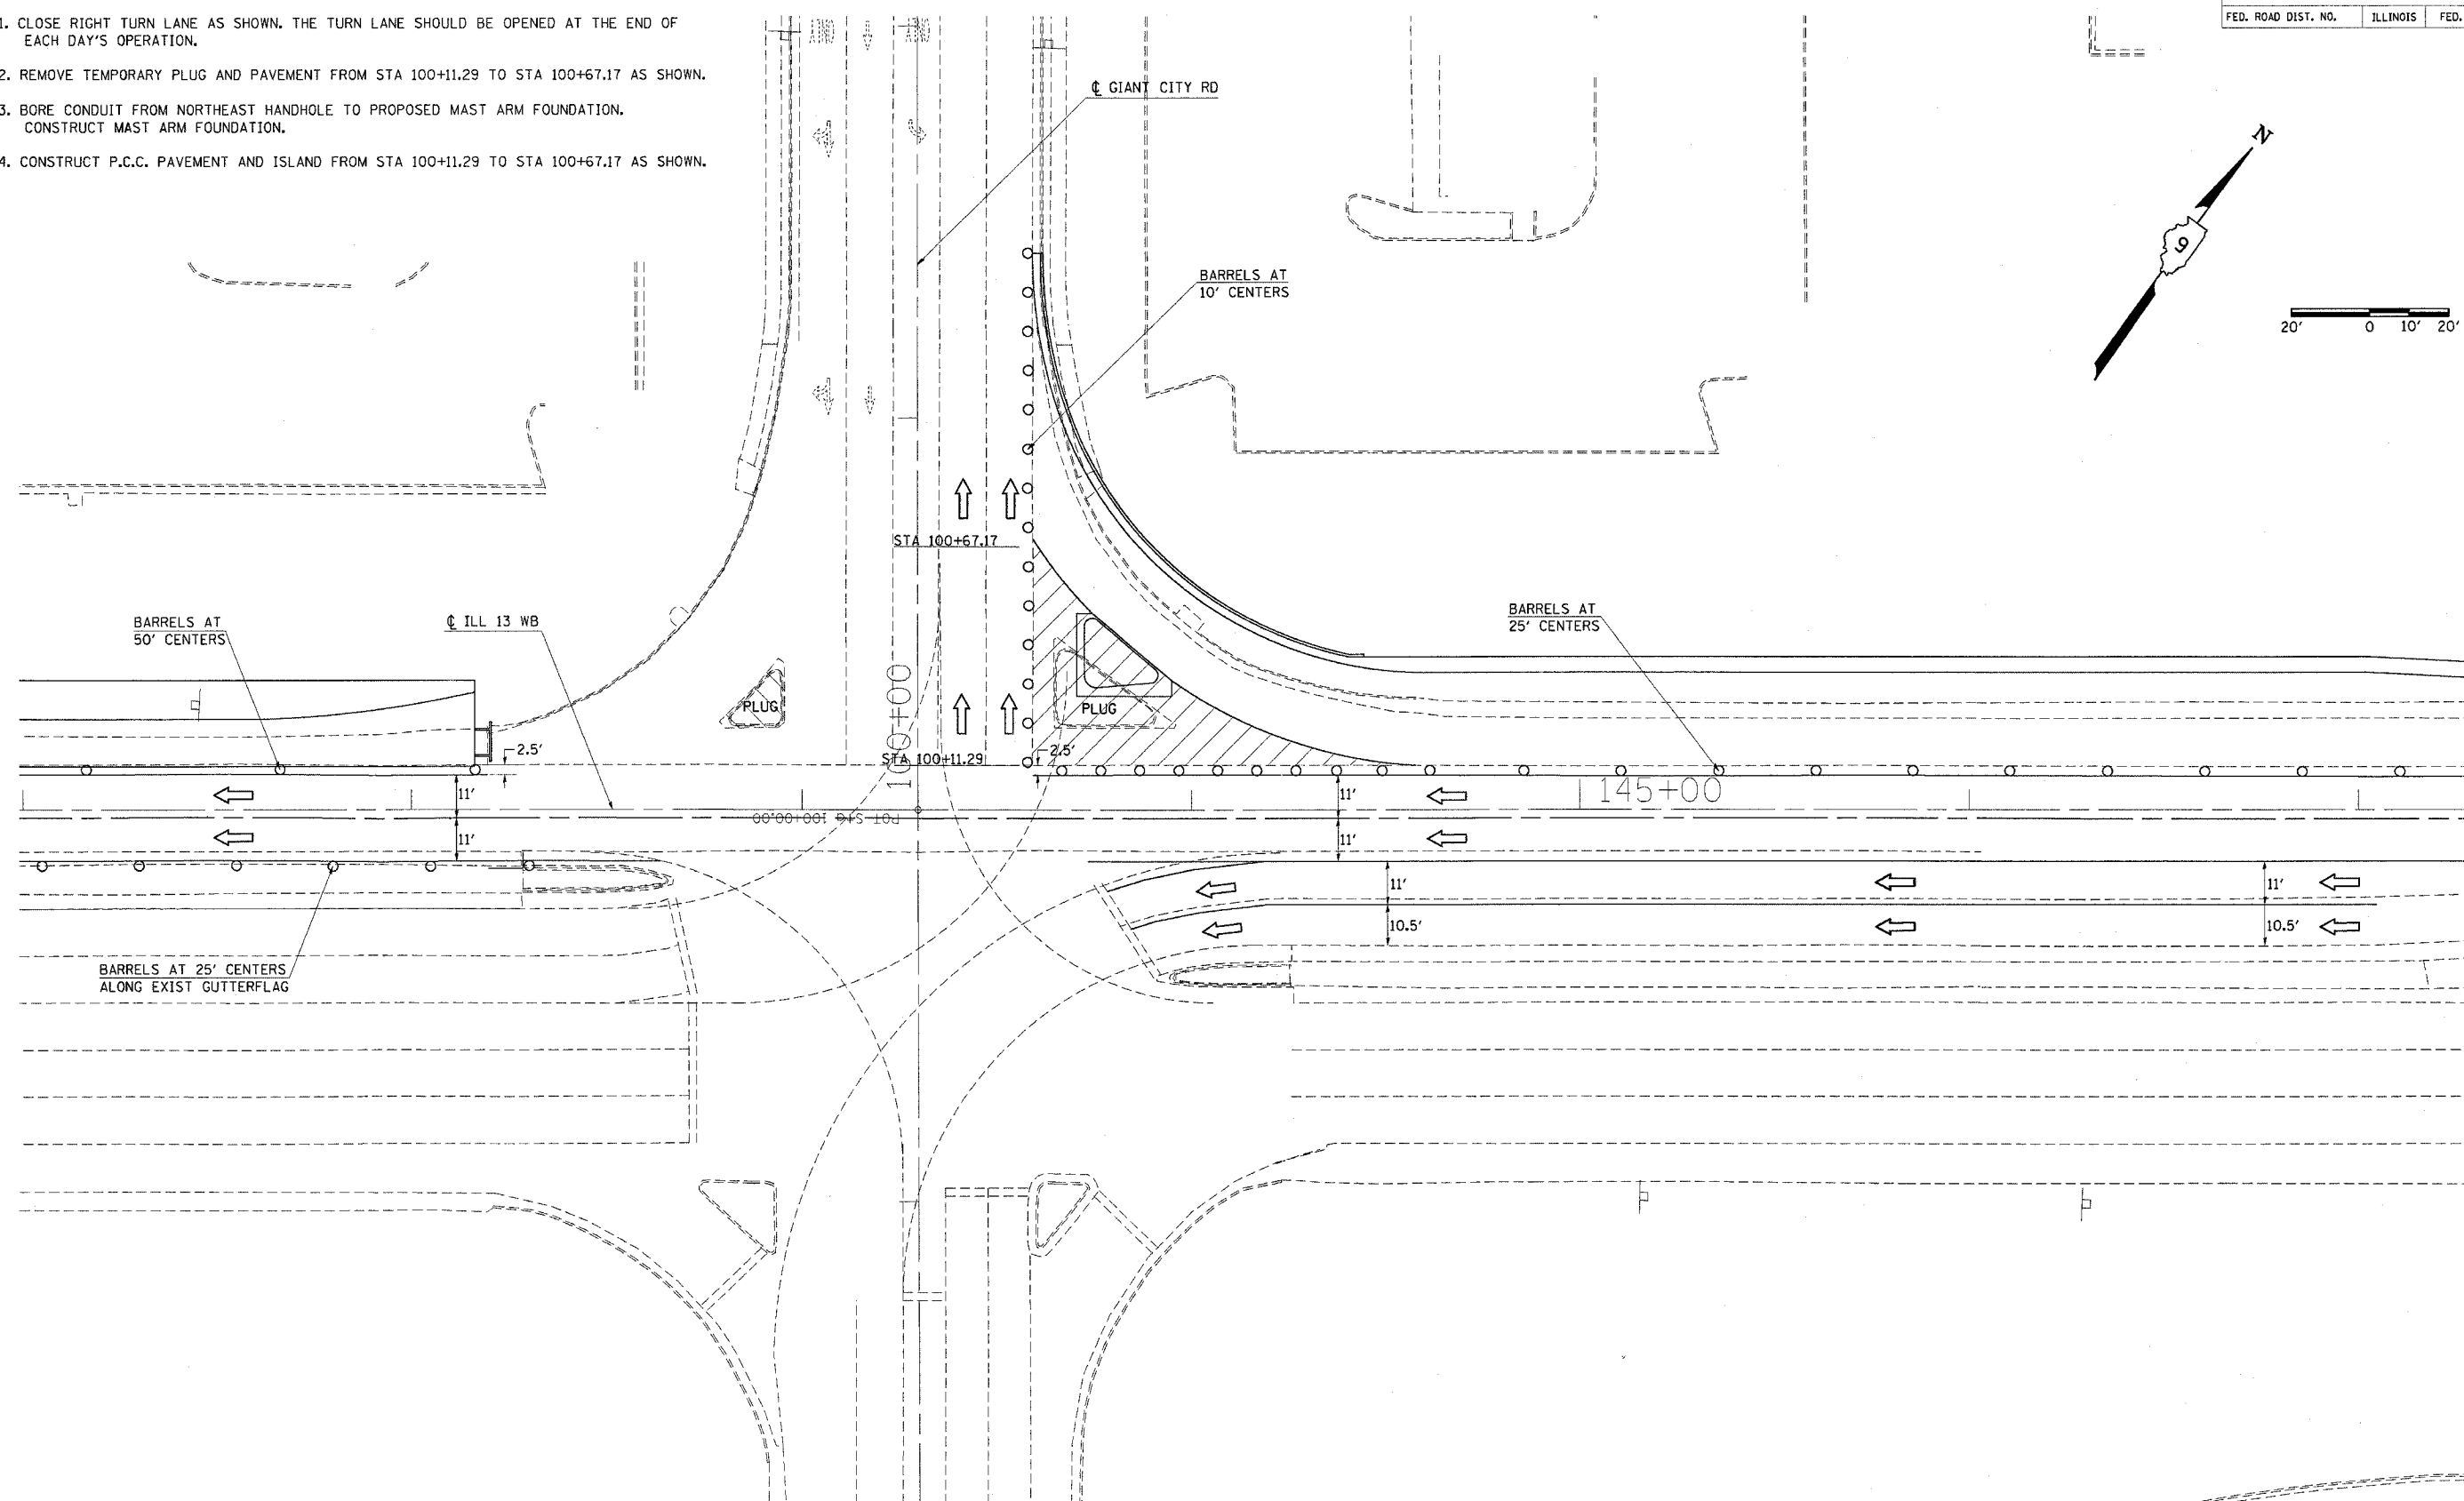 1. CLOSE RIGHT TURN LANE AS SHOWN. THE TURN LANE SHOULD BE OPENED AT THE END OF
EACH DAY'S OPERATION.
2. REMOVE TEMPORARY PLUG AND PAVEMENT FROM STA 100+11.29 TO STA 100+67.17 AS SHOWN.
3. BORE CONDUIT FROM NORTHEAST HANDHOLE TO PROPOSED MAST ARM FOUNDATION.
CONSTRUCT MAST ARM FOUNDATION.
4. CONSTRUCT P.C.C. PAVEMENT AND ISLAND FROM STA 100+11.29 TO STA 100+67.17 AS SHOWN.
FED. ROAD DIST. NO. ILLINOIS FED.
℄ GIANT CITY RD
N
9
20' 0 10' 20'
BARRELS AT
10' CENTERS
STA 100+67.17
BARRELS AT
50' CENTERS
℄ ILL 13 WB
BARRELS AT
25' CENTERS
PLUG
PLUG
100+00
2.5'
STA 100+11.29
2.5'
11'
11'
145+00
POT STG 100+00.00
11'
11'
11'
11'
10.5'
10.5'
BARRELS AT 25' CENTERS
ALONG EXIST GUTTERFLAG